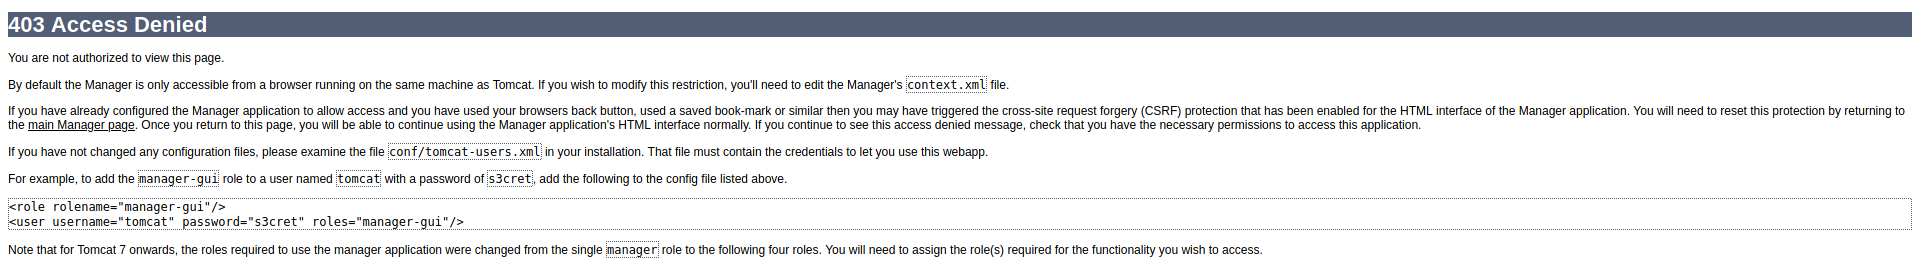 403 Access Denied
You are not authorized to view this page.
By default the Manager is only accessible from a browser running on the same machine as Tomcat. If you wish to modify this restriction, you'll need to edit the Manager's context.xml file.
If you have already configured the Manager application to allow access and you have used your browsers back button, used a saved book-mark or similar then you may have triggered the cross-site request forgery (CSRF) protection that has been enabled for the HTML interface of the Manager application. You will need to reset this protection by returning to
the main Manager page. Once you return to this page, you will be able to continue using the Manager application's HTML interface normally. If you continue to see this access denied message, check that you have the necessary permissions to access this application.
If you have not changed any configuration files, please examine the file conf/tomcat-users.xml in your installation. That file must contain the credentials to let you use this webapp.
For example, to add the manager-gui role to a user named tomcat with a password of s3cret, add the following to the config file listed above.
<role rolename="manager-gui"/>
<user username="tomcat" password="s3cret" roles="manager-gui"/>
Note that for Tomcat 7 onwards, the roles required to use the manager application were changed from the single manager role to the following four roles. You will need to assign the role(s) required for the functionality you wish to access.